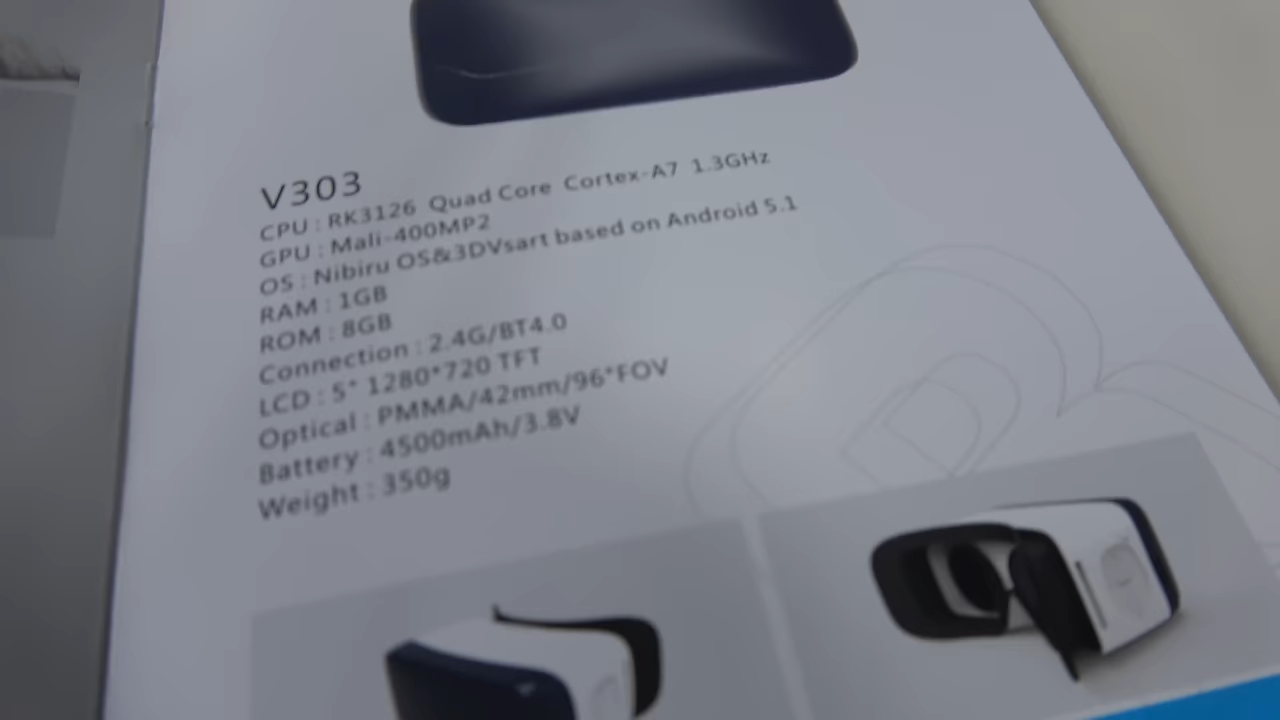 V303
CPU : RK3126 Quad Core Cortex-A7 1.3GHz
GPU : Mali-400MP2
OS : Nibiru OS&3DVsart based on Android 5.1
RAM : 1GB
ROM : 8GB
Connection : 2.4G/BT4.0
LCD : 5" 1280*720 TFT
Optical : PMMA/42mm/96°FOV
Battery : 4500mAh/3.8V
Weight : 350g